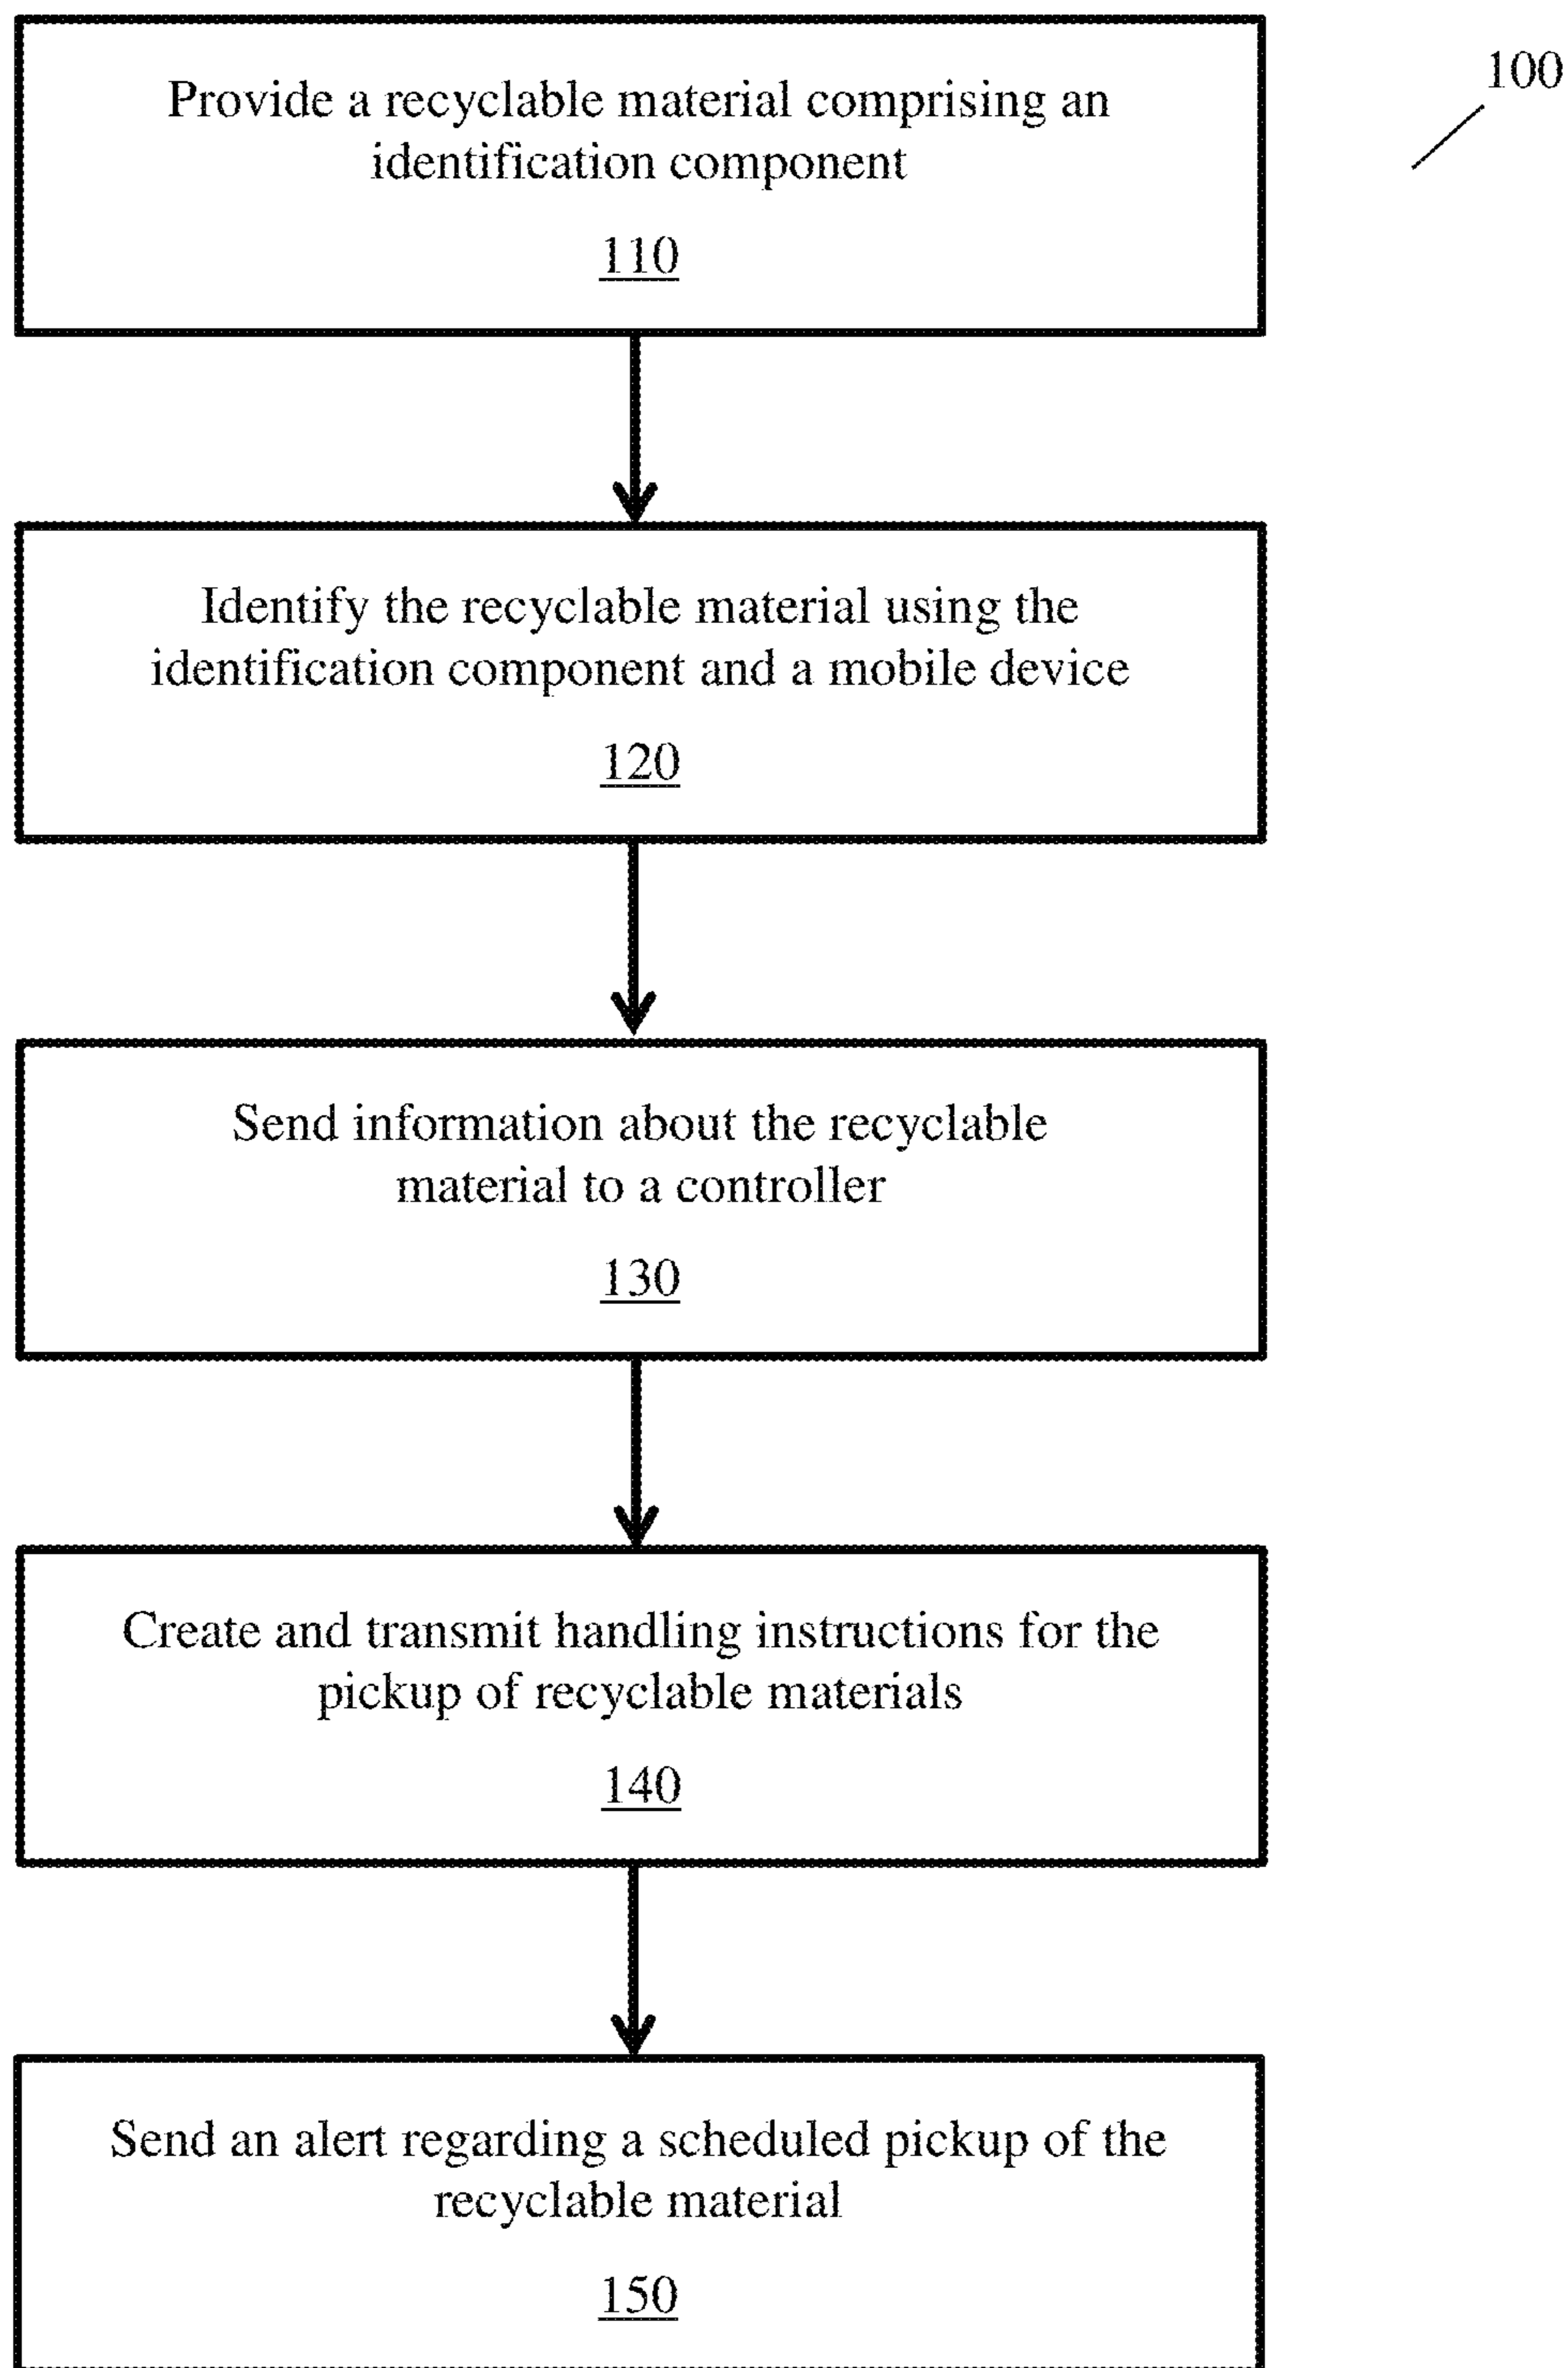 100
Provide a recyclable material comprising an
identification component
110
Identify the recyclable material using the
identification component and a mobile device
120
Send information about the recyclable
material to a controller
130
Create and transmit handling instructions for the
pickup of recyclable materials
140
Send an alert regarding a scheduled pickup of the
recyclable material
150